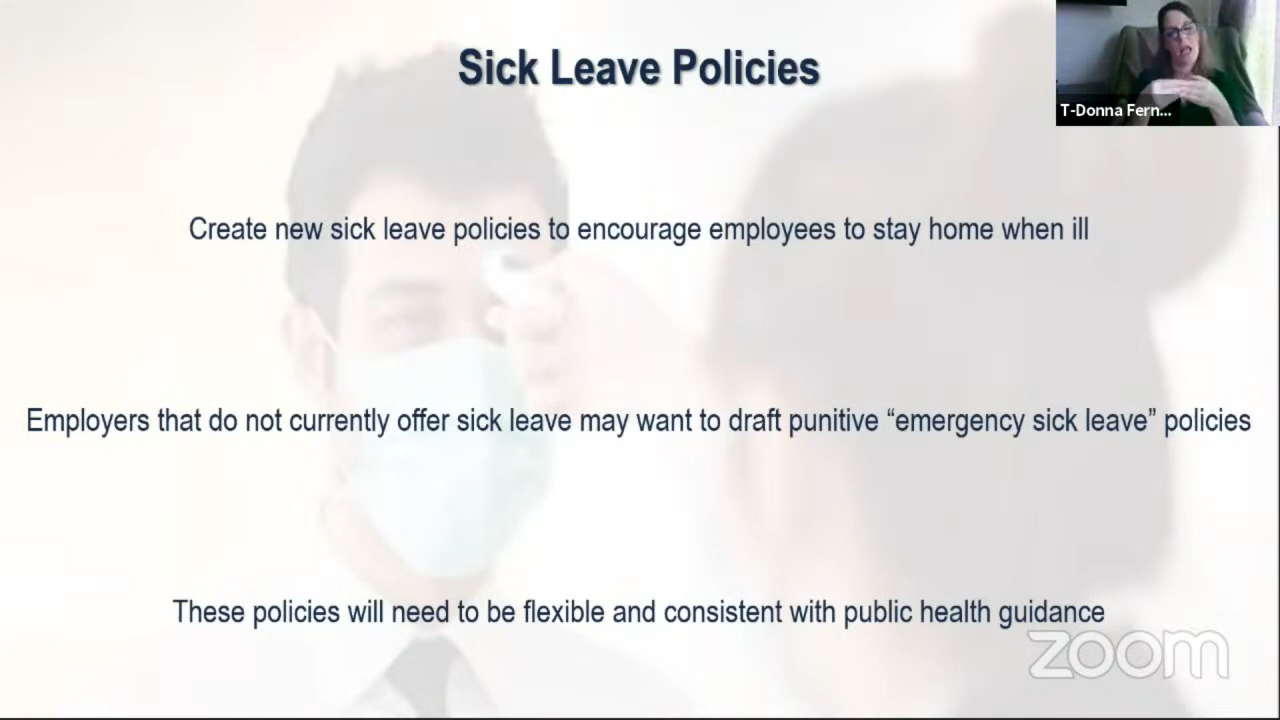 Sick Leave Policies
T-Donna Fern...
Create new sick leave policies to encourage employees to stay home when ill
Employers that do not currently offer sick leave may want to draft punitive “emergency sick leave” policies
These policies will need to be flexible and consistent with public health guidance
zoom